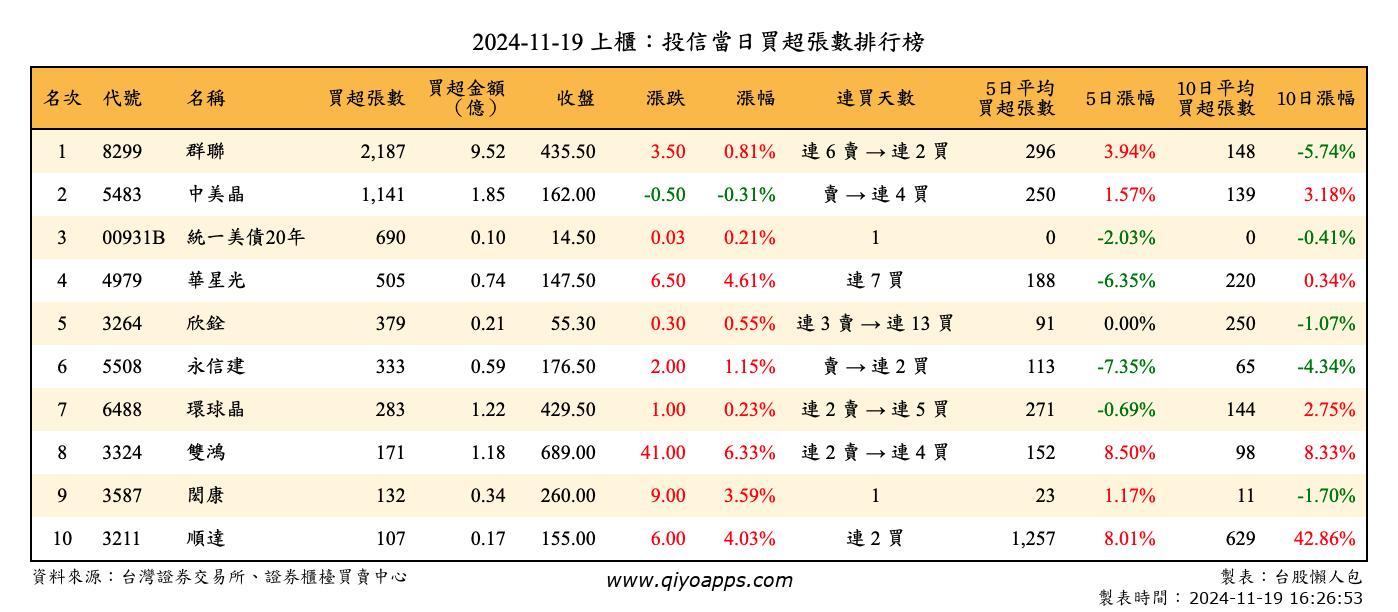 2024-11-19 上櫃：投信當日買超張數排行榜
名次 代號 名稱 買超張數 買超金額（億） 收盤 漲跌 漲幅 連買天數 5日平均買超張數 5日漲幅 10日平均買超張數 10日漲幅
1 8299 群聯 2,187 9.52 435.50 3.50 0.81% 連 6 賣 → 連 2 買 296 3.94% 148 -5.74%
2 5483 中美晶 1,141 1.85 162.00 -0.50 -0.31% 賣 → 連 4 買 250 1.57% 139 3.18%
3 00931B 統一美債20年 690 0.10 14.50 0.03 0.21% 1 0 -2.03% 0 -0.41%
4 4979 華星光 505 0.74 147.50 6.50 4.61% 連 7 買 188 -6.35% 220 0.34%
5 3264 欣銓 379 0.21 55.30 0.30 0.55% 連 3 賣 → 連 13 買 91 0.00% 250 -1.07%
6 5508 永信建 333 0.59 176.50 2.00 1.15% 賣 → 連 2 買 113 -7.35% 65 -4.34%
7 6488 環球晶 283 1.22 429.50 1.00 0.23% 連 2 賣 → 連 5 買 271 -0.69% 144 2.75%
8 3324 雙鴻 171 1.18 689.00 41.00 6.33% 連 2 賣 → 連 4 買 152 8.50% 98 8.33%
9 3587 閎康 132 0.34 260.00 9.00 3.59% 1 23 1.17% 11 -1.70%
10 3211 順達 107 0.17 155.00 6.00 4.03% 連 2 買 1,257 8.01% 629 42.86%
資料來源：台灣證券交易所、證券櫃檯買賣中心 www.qiyoapps.com 製表：台股懶人包
製表時間：2024-11-19 16:26:53